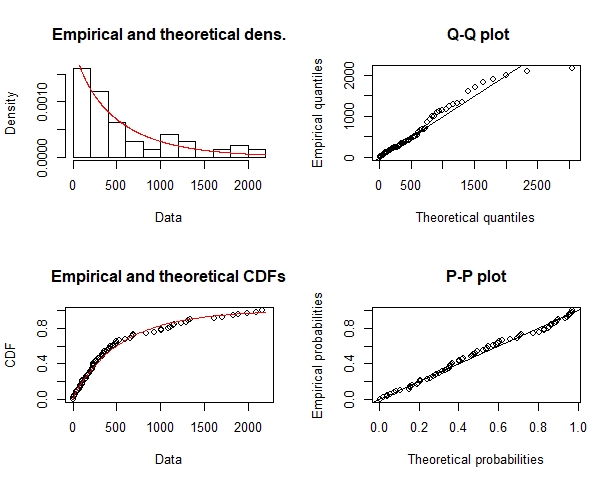 Empirical and theoretical dens.
Density
0.0000
0.0010
0
500
1000
1500
2000
Data
Q-Q plot
Empirical quantiles
0
1000
2000
0
500
1500
2500
Theoretical quantiles
Empirical and theoretical CDFs
CDF
0.0
0.4
0.8
0
500
1000
1500
2000
Data
P-P plot
Empirical probabilities
0.0
0.4
0.8
0.0
0.2
0.4
0.6
0.8
1.0
Theoretical probabilities